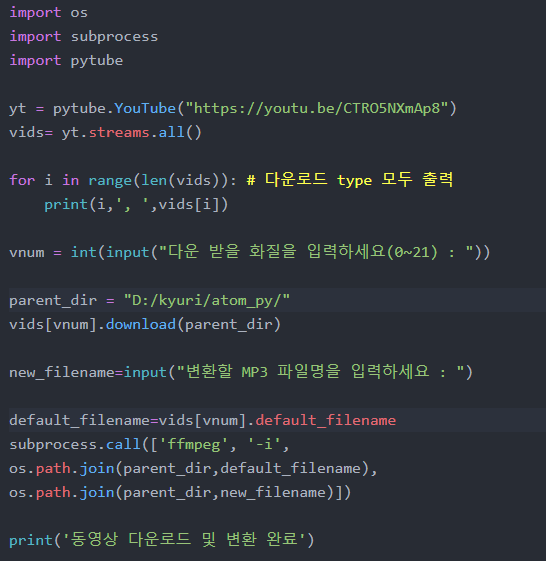 import os
import subprocess
import pytube
yt = pytube.YouTube("https://youtu.be/CTRO5NXmAp8")
vids= yt.streams.all()
for i in range(len(vids)): # 다운로드 type 모두 출력
    print(i,', ',vids[i])
vnum = int(input("다운 받을 화질을 입력하세요(0~21) : "))
parent_dir = "D:/kyuri/atom_py/"
vids[vnum].download(parent_dir)
new_filename=input("변환할 MP3 파일명을 입력하세요 : ")
default_filename=vids[vnum].default_filename
subprocess.call(['ffmpeg', '-i',
os.path.join(parent_dir,default_filename),
os.path.join(parent_dir,new_filename)])
print('동영상 다운로드 및 변환 완료')